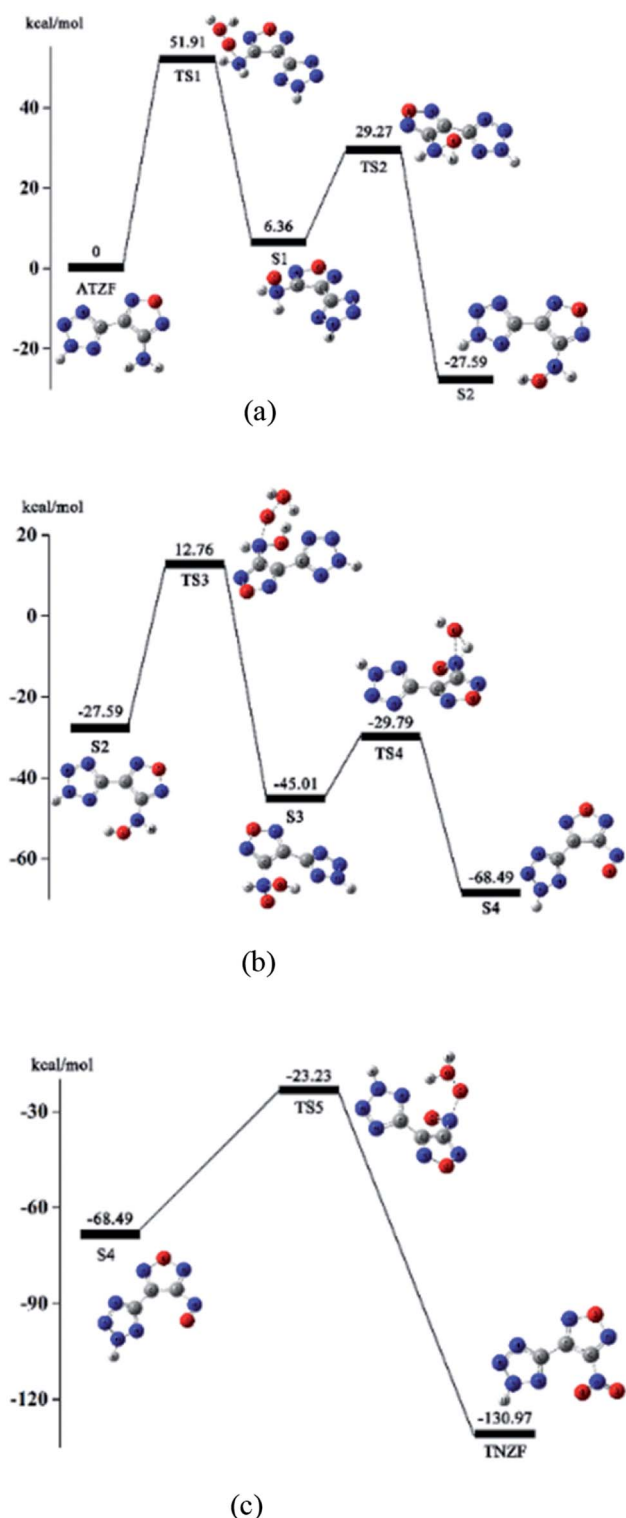 kcal/mol
51.91
TS1
40
29.27
TS2
20
6.36
S1
0
0
ATZF
-20
-27.59
S2
(a)
kcal/mol
20
12.76
TS3
0
-20
-27.59
S2
-29.79
TS4
-40
-45.01
S3
-60
-68.49
S4
(b)
kcal/mol
-23.23
TS5
-30
-60
-68.49
S4
-90
-120
-130.97
TNZF
(c)